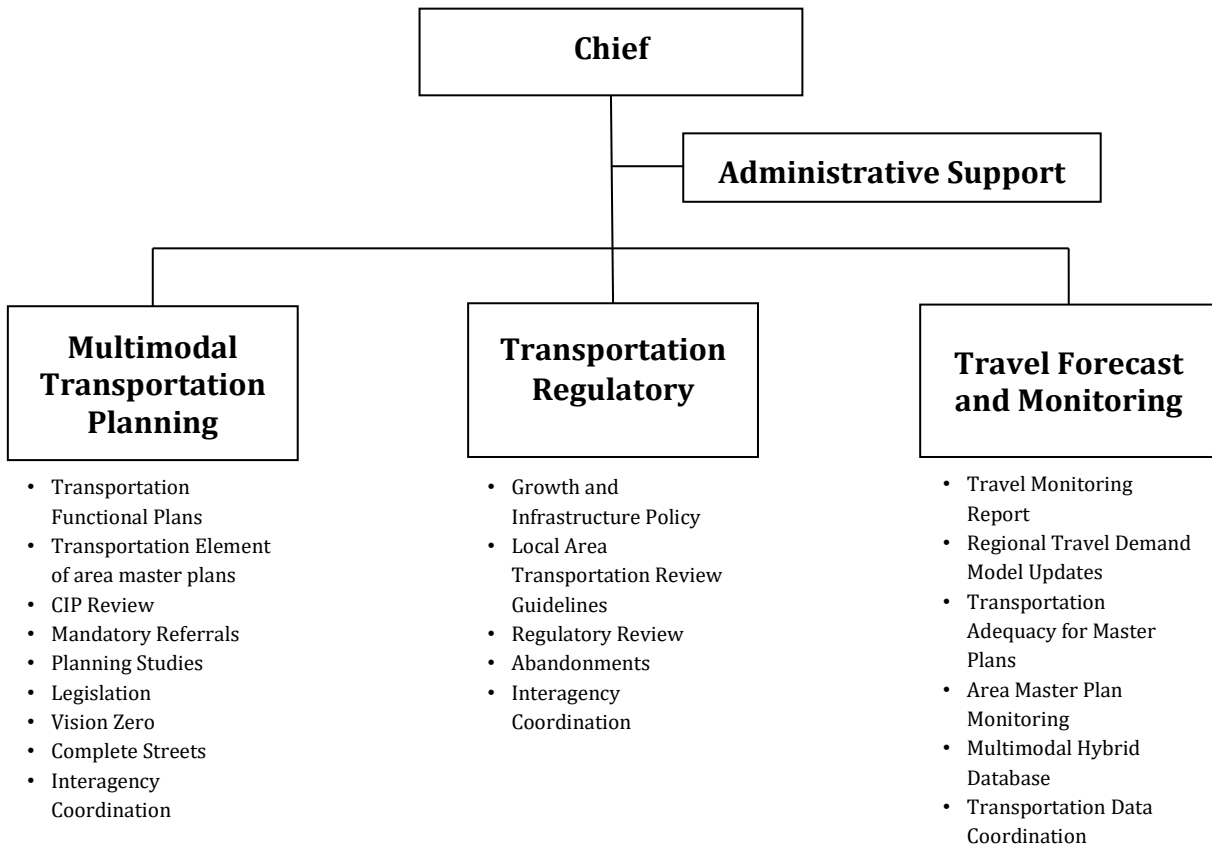 Chief
Administrative Support
Multimodal
Transportation
Planning
• Transportation
Functional Plans
• Transportation Element
of area master plans
• CIP Review
• Mandatory Referrals
• Planning Studies
• Legislation
• Vision Zero
• Complete Streets
• Interagency
Coordination
Transportation
Regulatory
• Growth and
Infrastructure Policy
• Local Area
Transportation Review
Guidelines
• Regulatory Review
• Abandonments
• Interagency
Coordination
Travel Forecast
and Monitoring
• Travel Monitoring
Report
• Regional Travel Demand
Model Updates
• Transportation
Adequacy for Master
Plans
• Area Master Plan
Monitoring
• Multimodal Hybrid
Database
• Transportation Data
Coordination